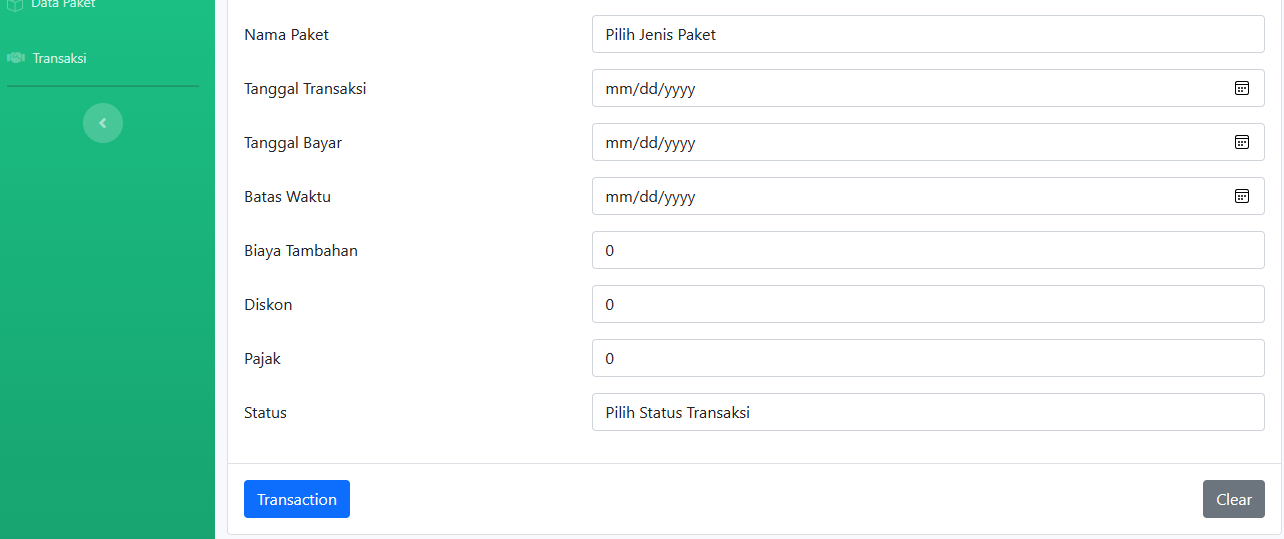 Data Paket
Transaksi
Nama Paket
Pilih Jenis Paket
Tanggal Transaksi
mm/dd/yyyy
Tanggal Bayar
mm/dd/yyyy
Batas Waktu
mm/dd/yyyy
Biaya Tambahan
0
Diskon
0
Pajak
0
Status
Pilih Status Transaksi
Transaction
Clear